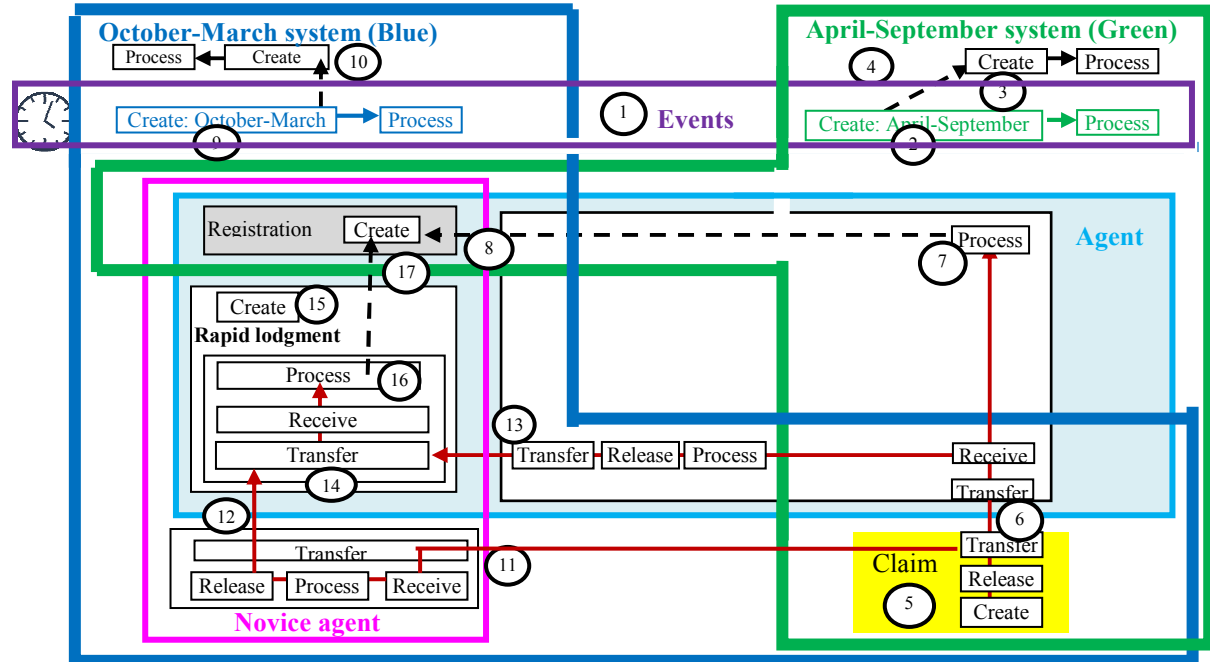 October-March system (Blue)
April-September system (Green)
Process
Create
10
4
Create
Process
3
1
Events
Create: October-March
Process
Create: April-September
Process
9
2
Registration
Create
8
Process
Agent
7
17
Create
15
Rapid lodgment
Process
16
Receive
13
Transfer
Transfer
Release
Process
Receive
14
Transfer
12
6
Transfer
Transfer
11
Claim
Release
Process
Receive
Release
5
Create
Novice agent